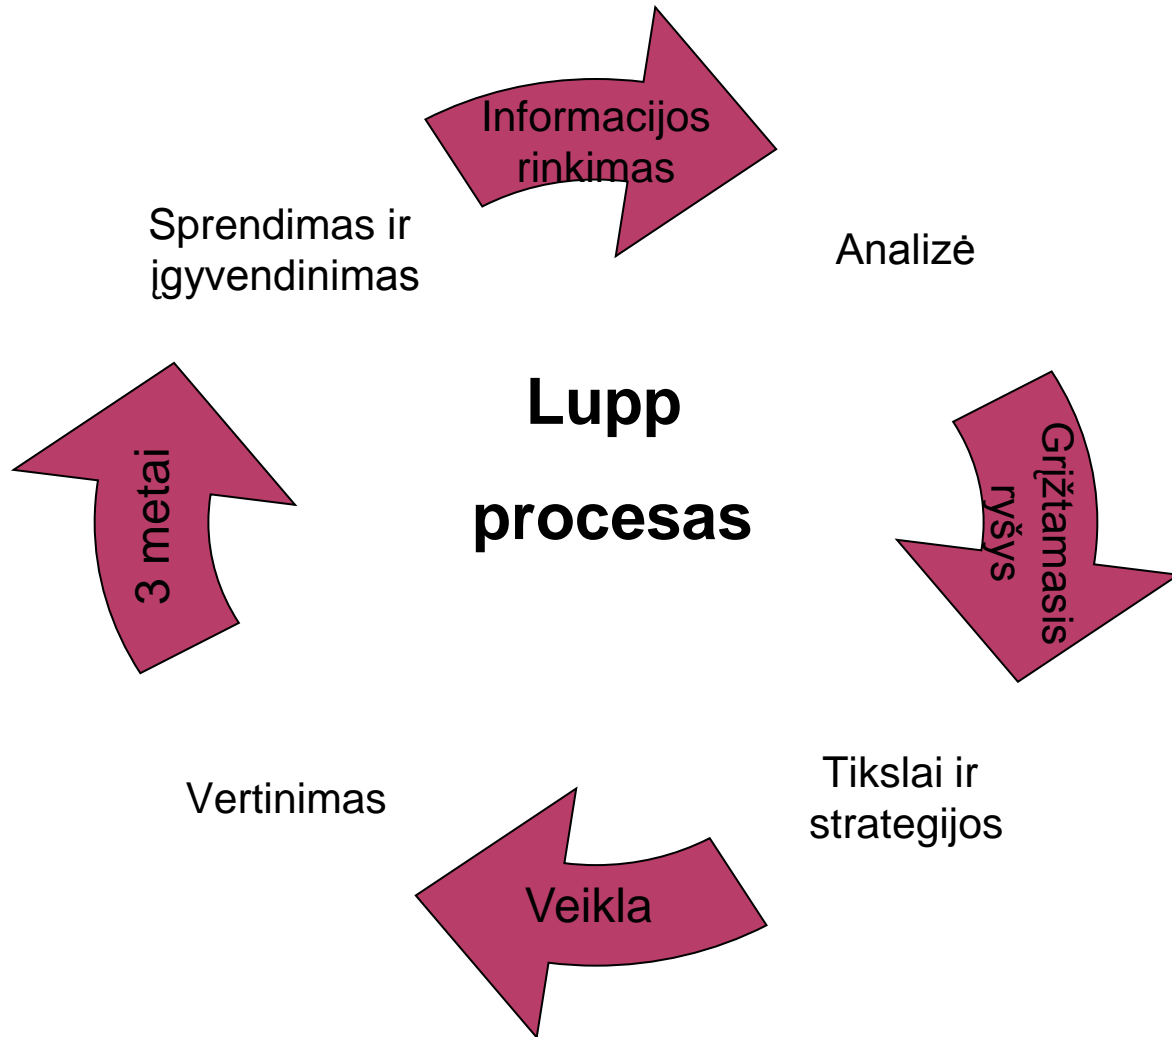 Informacijos
rinkimas
Sprendimas ir
įgyvendinimas
Analizė
Lupp
procesas
Grįžtamasis
ryšys
3 metai
Tikslai ir
strategijos
Vertinimas
Veikla